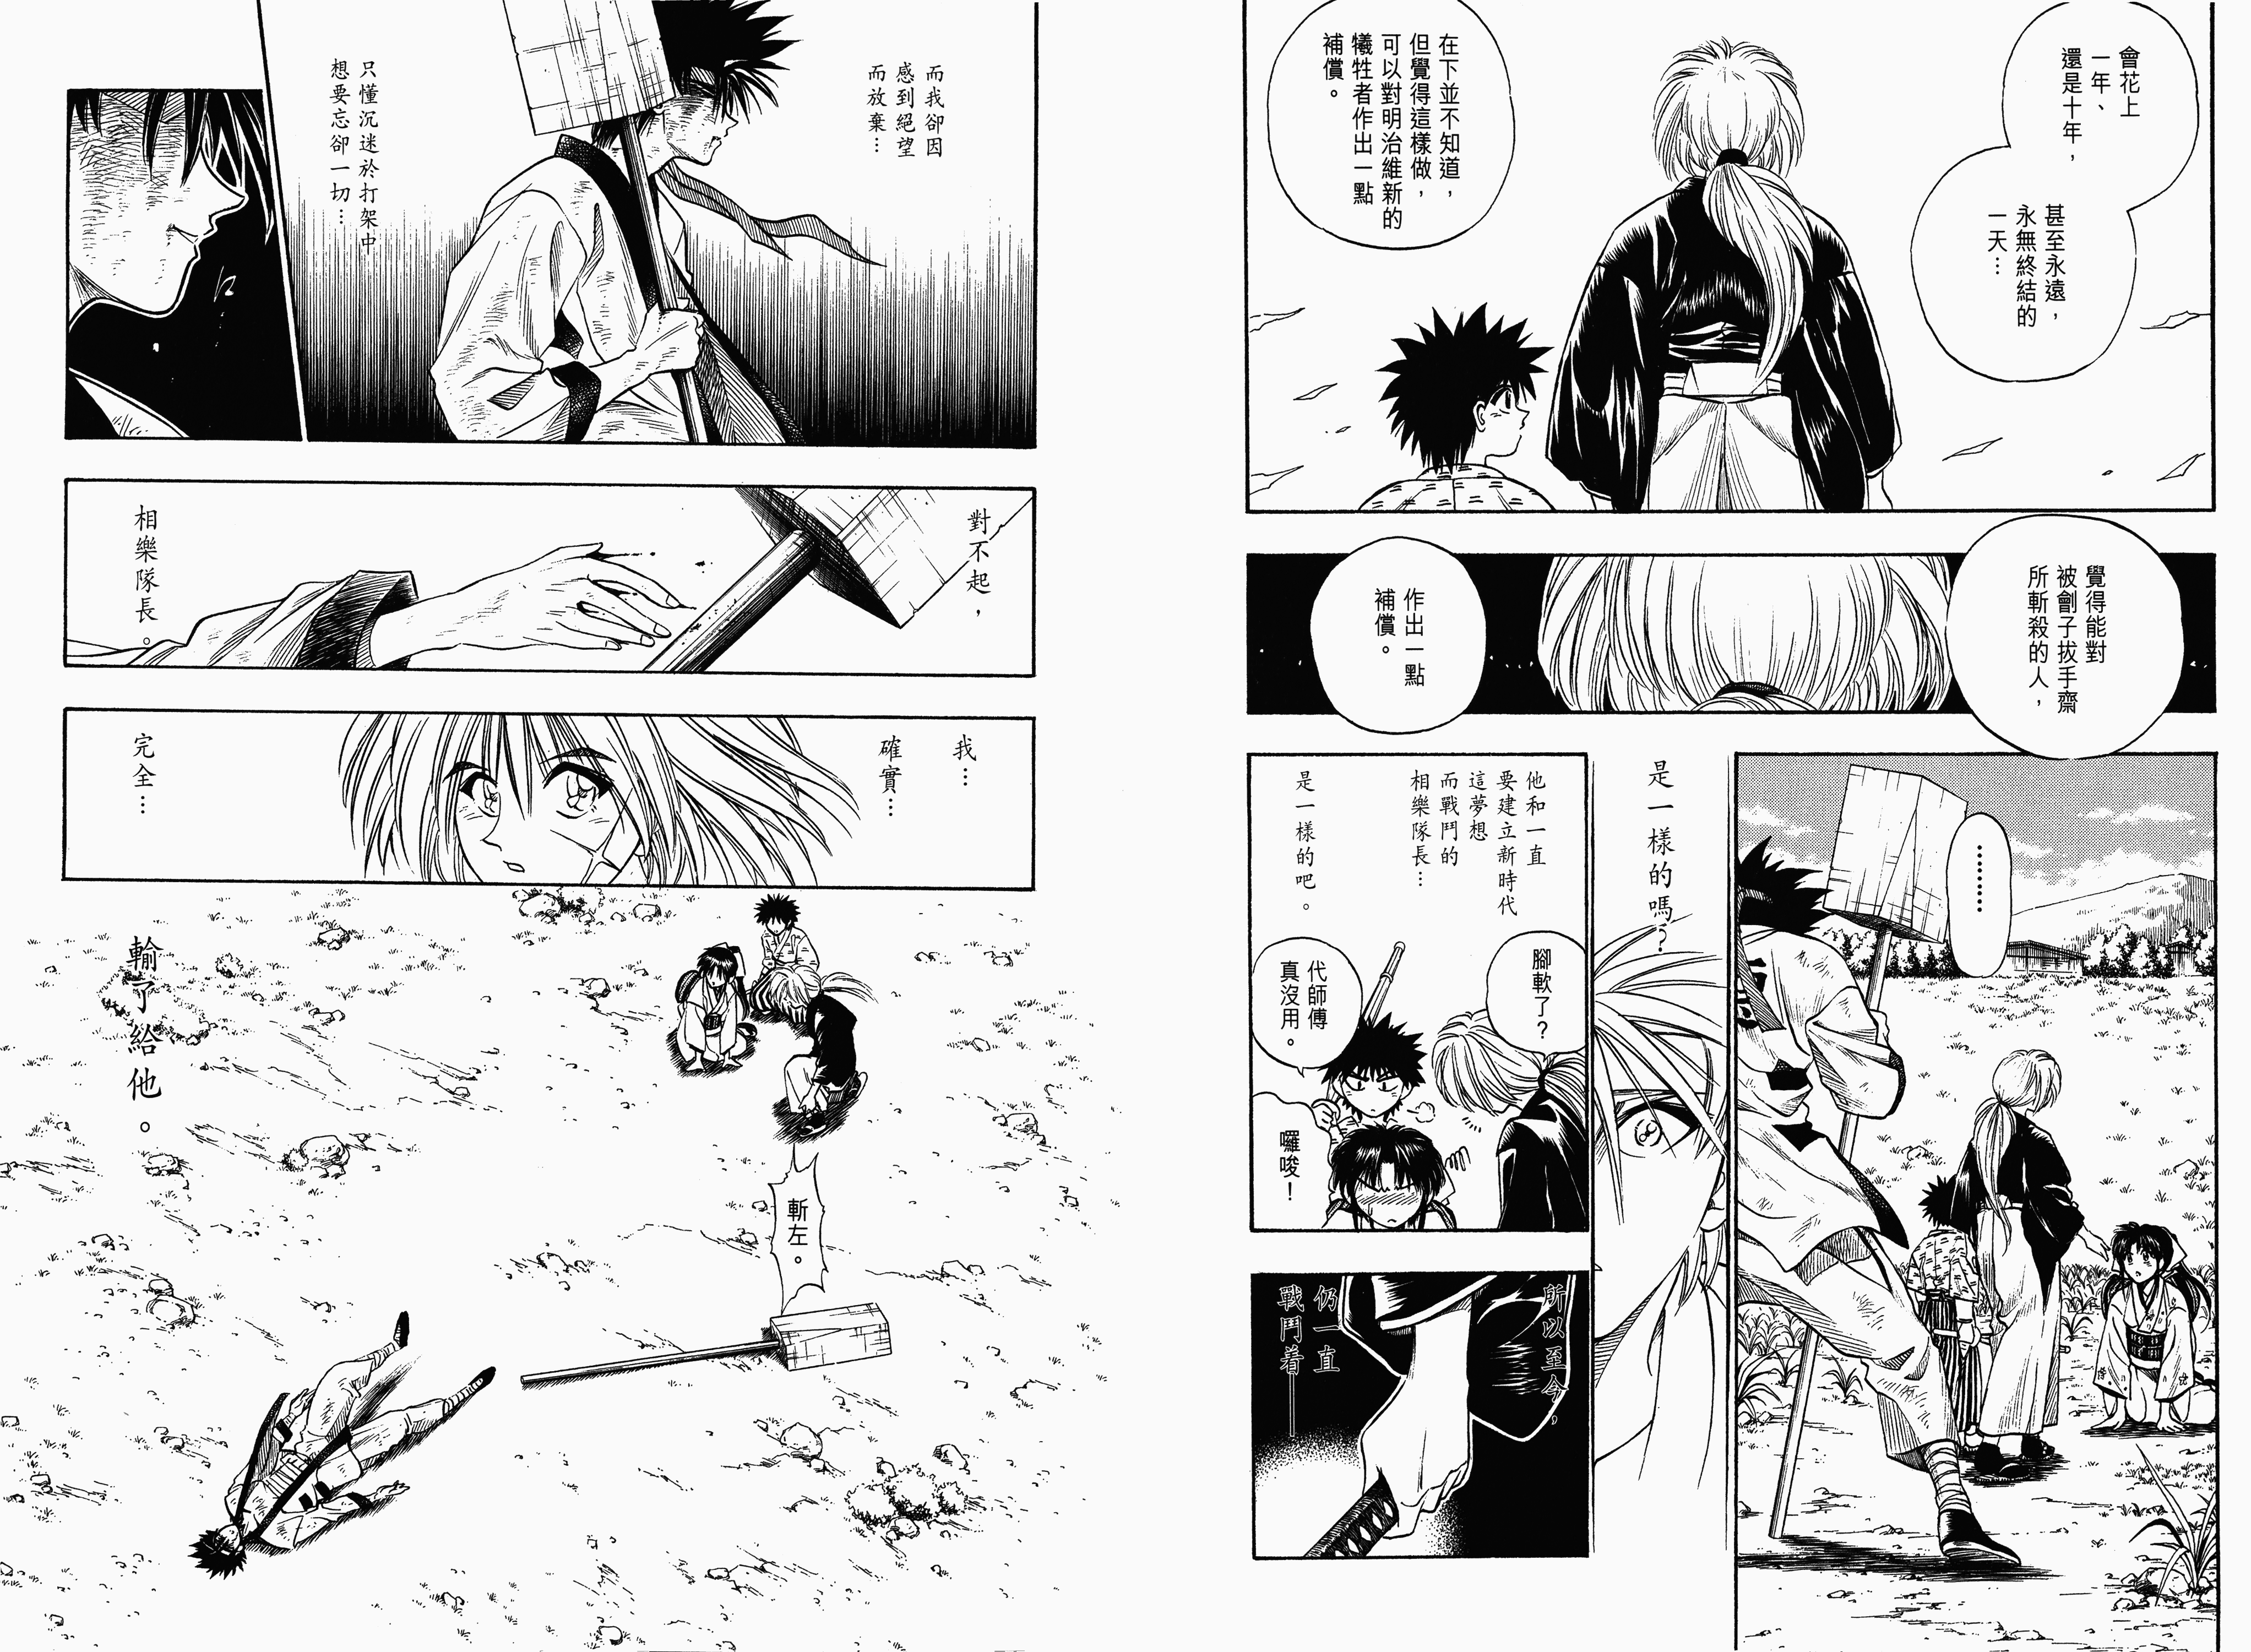 會花上
一年、
還是十年，
甚至永遠，
永無終結的
一天…
在下並不知道，
但覺得這樣做，
可以對明治維新的
犧牲者作出一點
補償。
覺得能對
被劊子拔手齋
所斬殺的人，
作出一點
補償。
………
是一樣的嗎？
他和一直
要建立新時代
這夢想
而戰鬥的
相樂隊長…
是一樣的吧。
腳軟了？
代師傅
真沒用。
囉唆！
所以至今，
仍一直
戰鬥着——
而我卻因
感到絕望
而放棄…
只懂沉迷於打架中
想要忘卻一切…
對不起，
相樂隊長。
我…
確實…
完全…
斬左。
輸了給他。